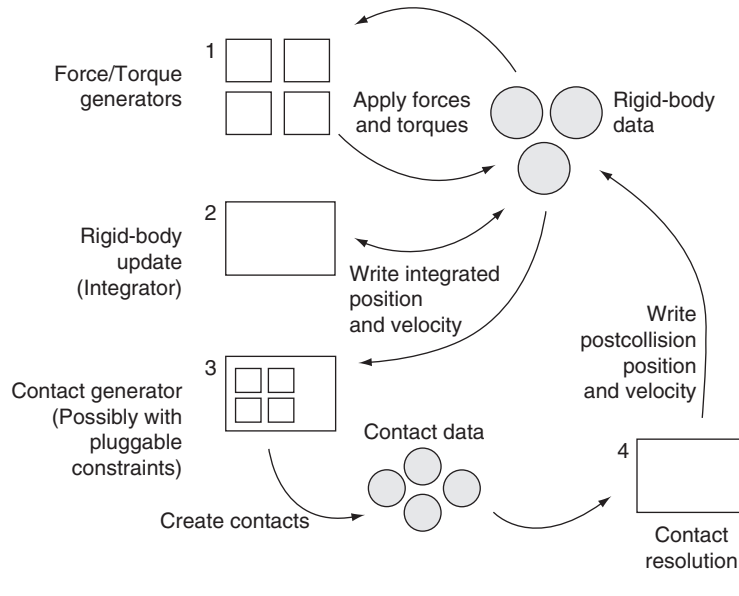 1
Force/Torque
generators
Apply forces
and torques
Rigid-body
data
2
Rigid-body
update
(Integrator)
Write integrated
position
and velocity
Write
postcollision
position
and velocity
3
Contact generator
(Possibly with
pluggable
constraints)
Contact data
Create contacts
4
Contact
resolution